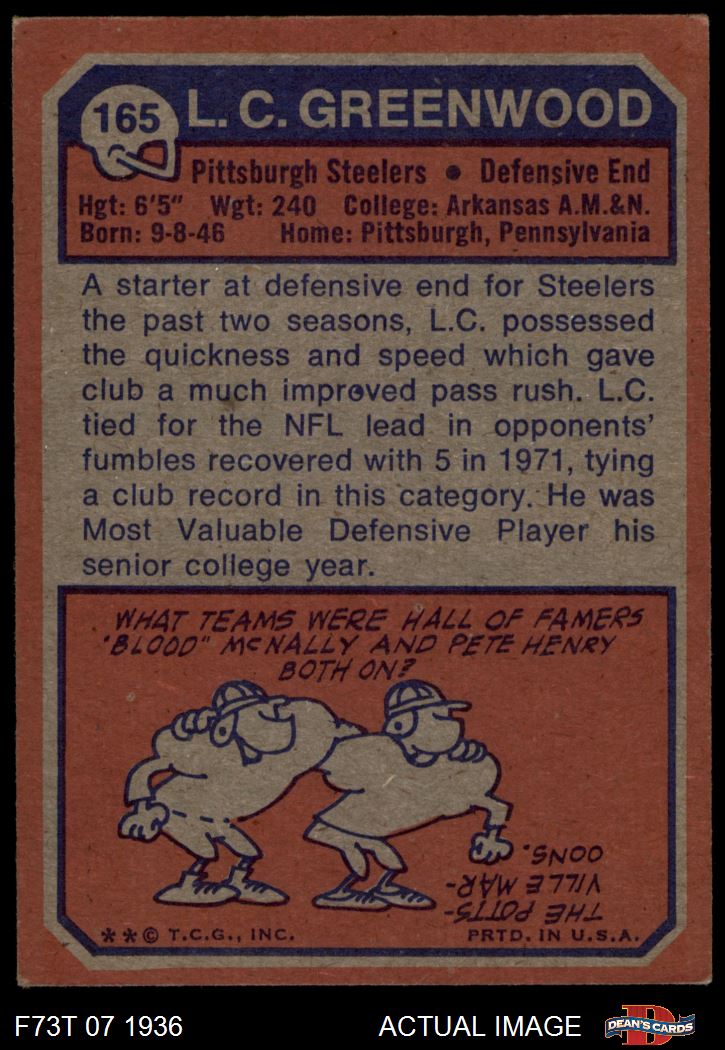 165
L. C. GREENWOOD
Pittsburgh Steelers • Defensive End
Hgt: 6'5" Wgt: 240 College: Arkansas A.M.&N.
Born: 9-8-46 Home: Pittsburgh, Pennsylvania
A starter at defensive end for Steelers
the past two seasons, L.C. possessed
the quickness and speed which gave
club a much improved pass rush. L.C.
tied for the NFL lead in opponents'
fumbles recovered with 5 in 1971, tying
a club record in this category. He was
Most Valuable Defensive Player his
senior college year.
WHAT TEAMS WERE HALL OF FAMERS
"BLOOD" McNALLY AND PETE HENRY
BOTH ON?
THE POTTS-
VILLE MAR-
OONS.
** © T.C.G., INC.
PRTD. IN U.S.A.
F73T 07 1936
ACTUAL IMAGE
D
DEAN'S CARDS